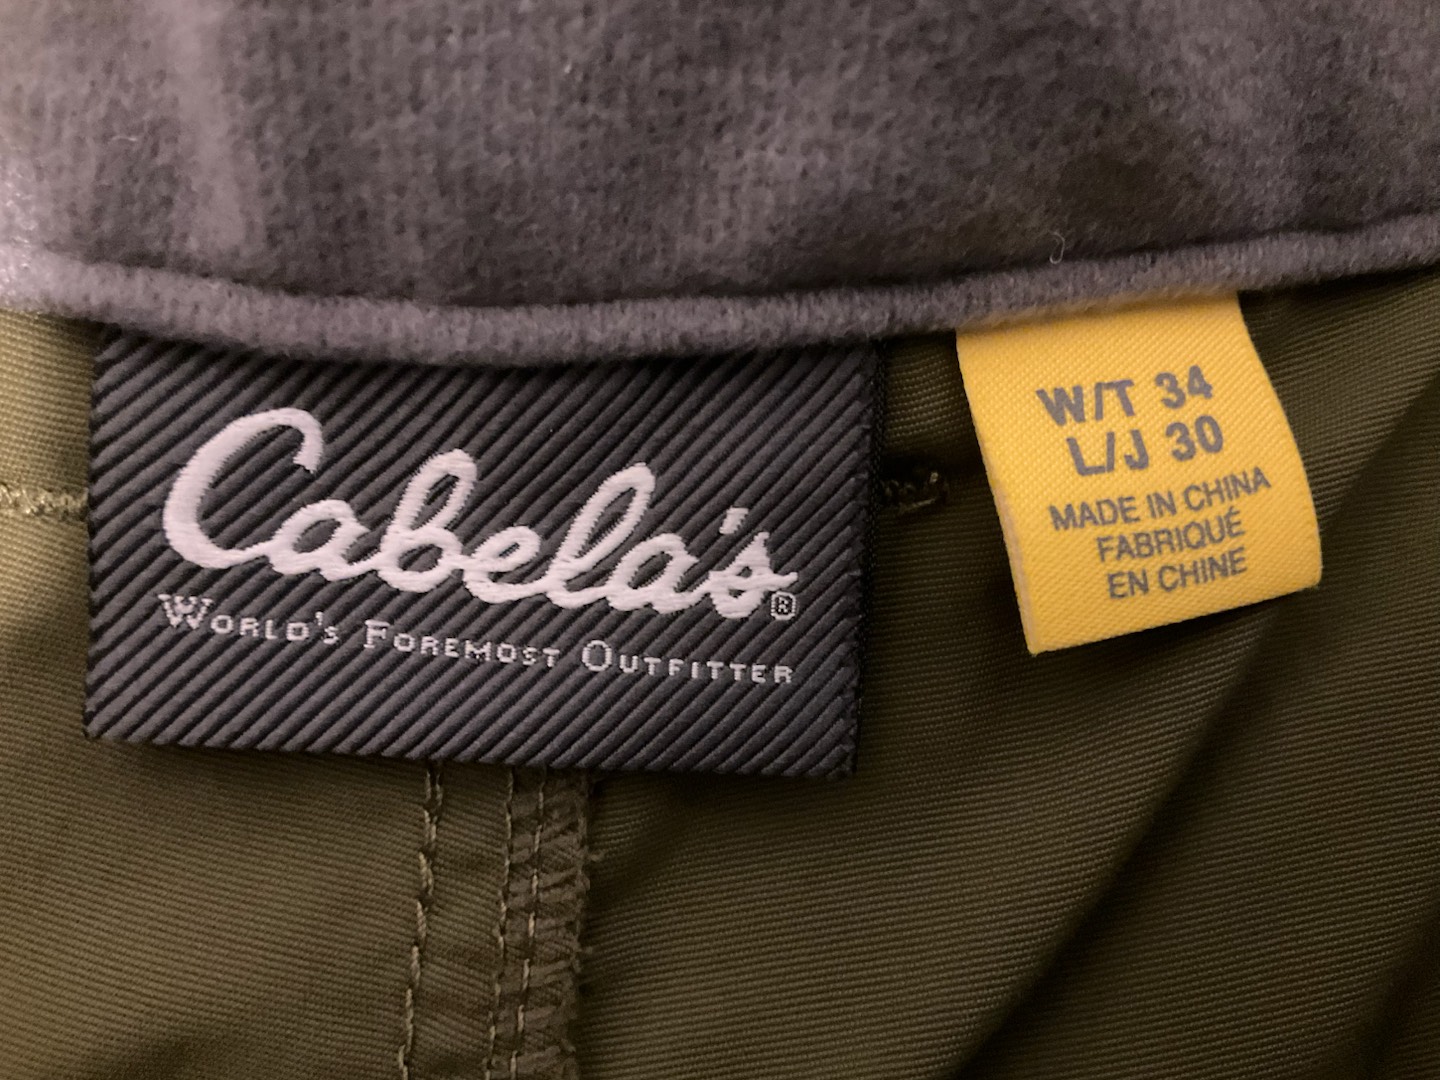 Cabela's®
World's Foremost Outfitter
W/T 34
L/J 30
MADE IN CHINA
FABRIQUÉ
EN CHINE